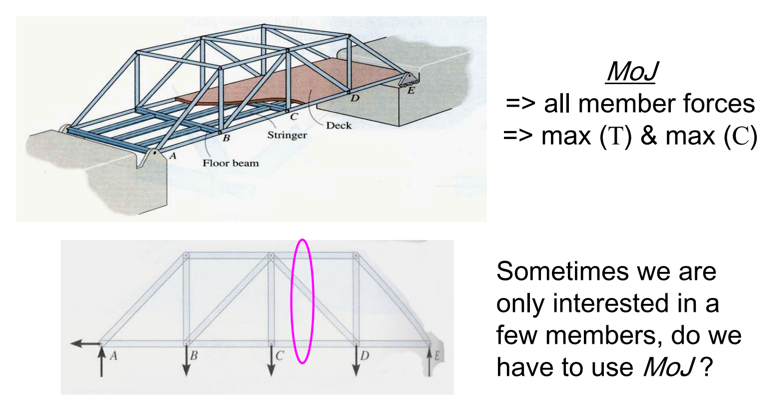 MoJ
=> all member forces
=> max (T) & max (C)
E
D
C
Deck
B
Stringer
A
Floor beam
Sometimes we are
only interested in a
few members, do we
have to use MoJ ?
A B C D E